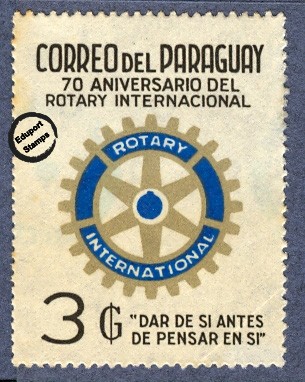 CORREO DEL PARAGUAY
70 ANIVERSARIO DEL
ROTARY INTERNACIONAL
Eduport
Stamps
ROTARY
INTERNATIONAL
3 ₲ "DAR DE SI ANTES
DE PENSAR EN SI"